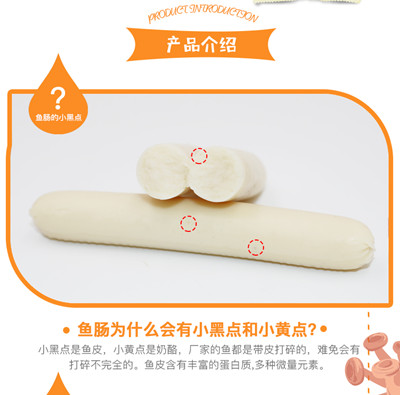 PRODUCT INTRODUCTION
产品介绍
?
鱼肠的小黑点
鱼肠为什么会有小黑点和小黄点?
小黑点是鱼皮，小黄点是奶酪，厂家的鱼都是带皮打碎的，难免会有
打碎不完全的。鱼皮含有丰富的蛋白质,多种微量元素。